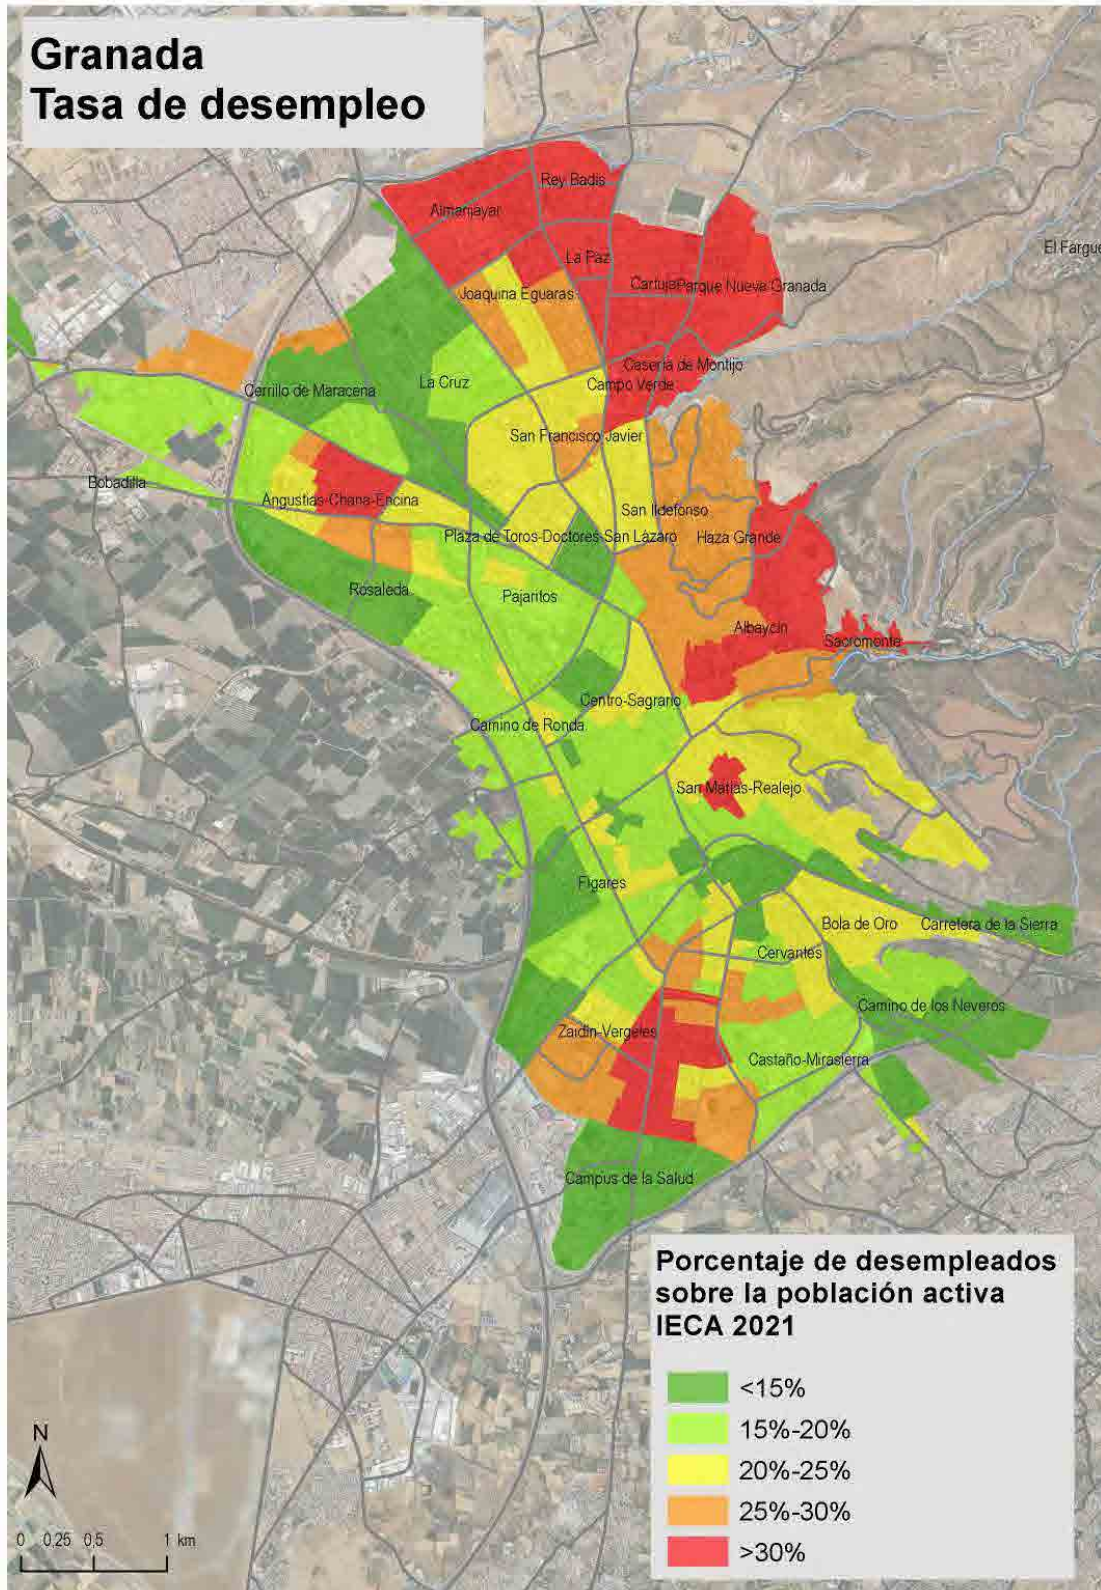 Granada
Tasa de desempleo
Rey Badis
Almanjayar
El Fargue
La Paz
Cartuja
Parque Nueva Granada
Joaquina Eguaras
Casería de Montijo
La Cruz
Campo Verde
Cerrillo de Maracena
San Francisco Javier
Bobadilla
Angustias-Chana-Encina
San Ildefonso
Plaza de Toros-Doctores-San Lázaro
Haza Grande
Rosaleda
Pajaritos
Albaycín
Sacromonte
Centro-Sagrario
Camino de Ronda
San Matías-Realejo
Fígares
Bola de Oro
Carretera de la Sierra
Cervantes
Camino de los Neveros
Zaidín-Vergeles
Castaño-Mirasierra
Campus de la Salud
Porcentaje de desempleados
sobre la población activa
IECA 2021
<15%
15%-20%
20%-25%
25%-30%
>30%
N
0 0,25 0,5 1 km